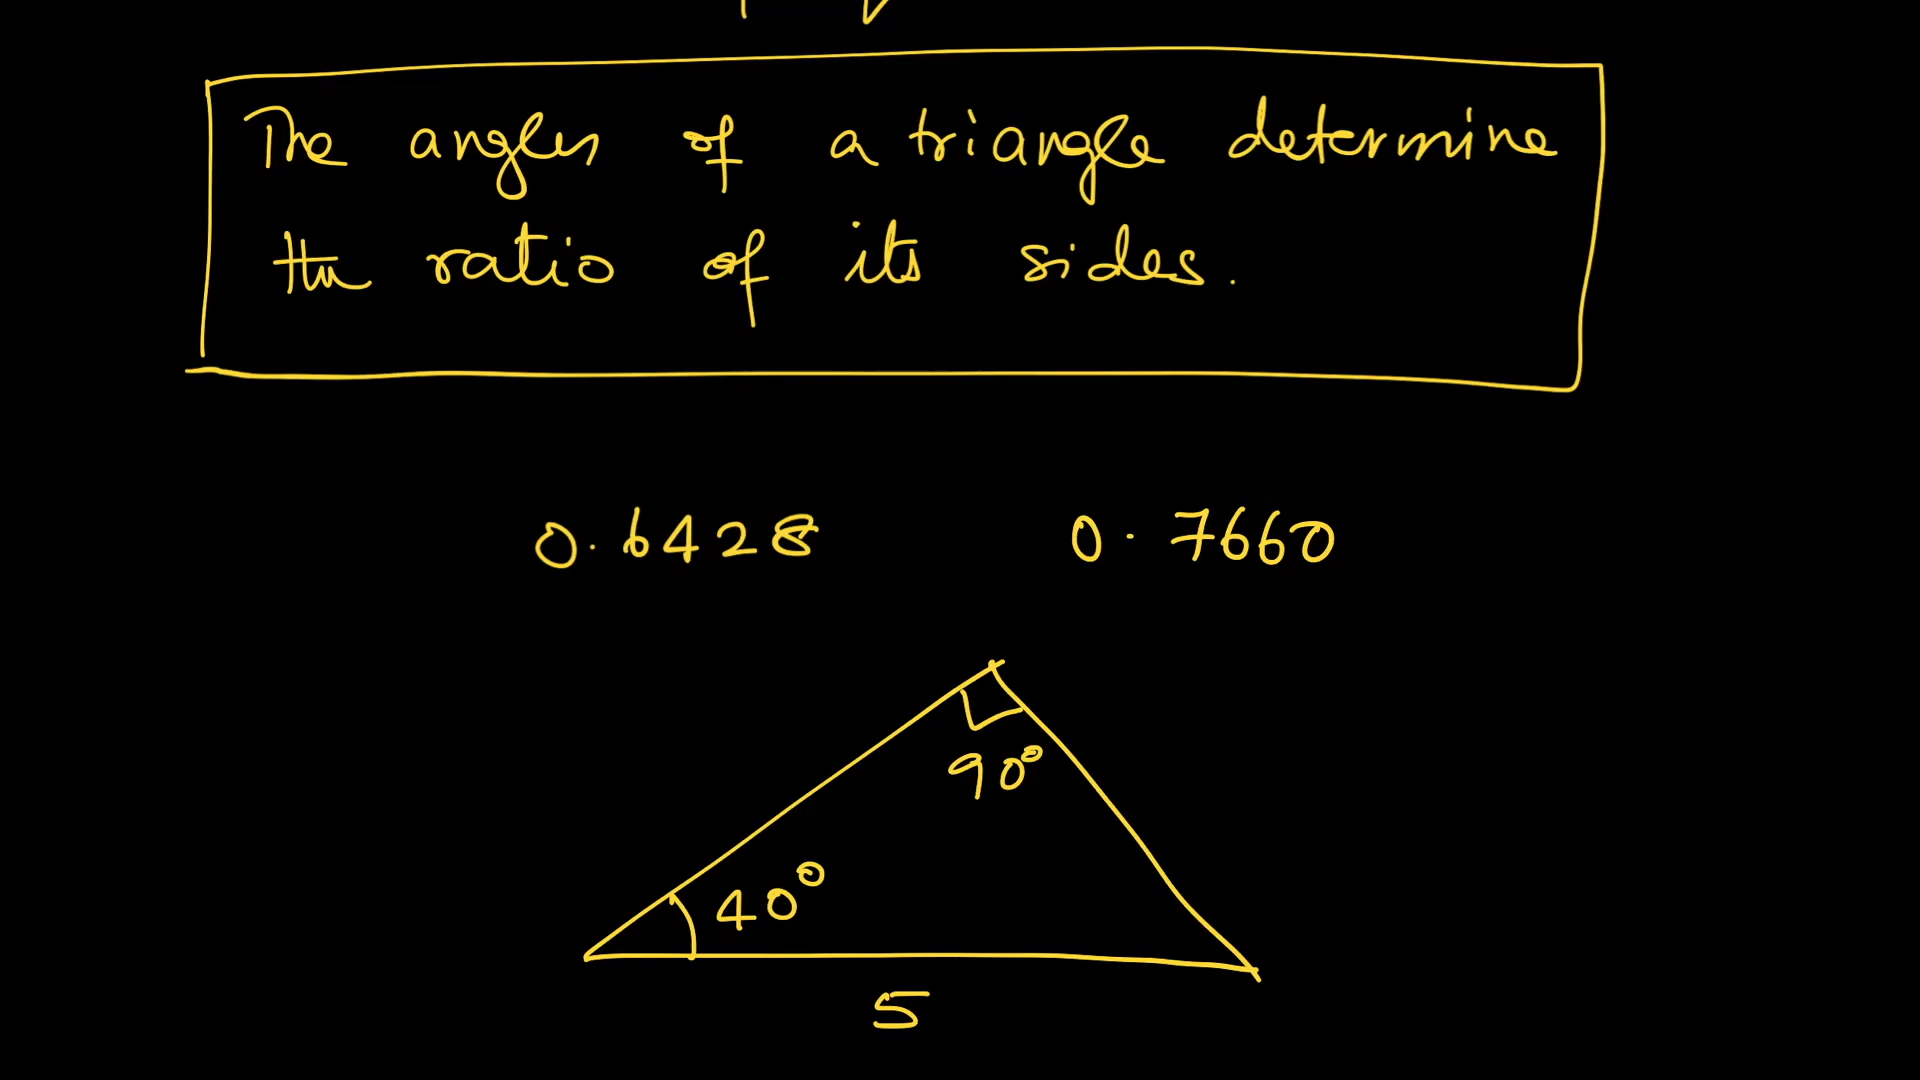 The angles of a triangle determine
the ratio of its sides.
0.6428 0.7660
90°
40°
5